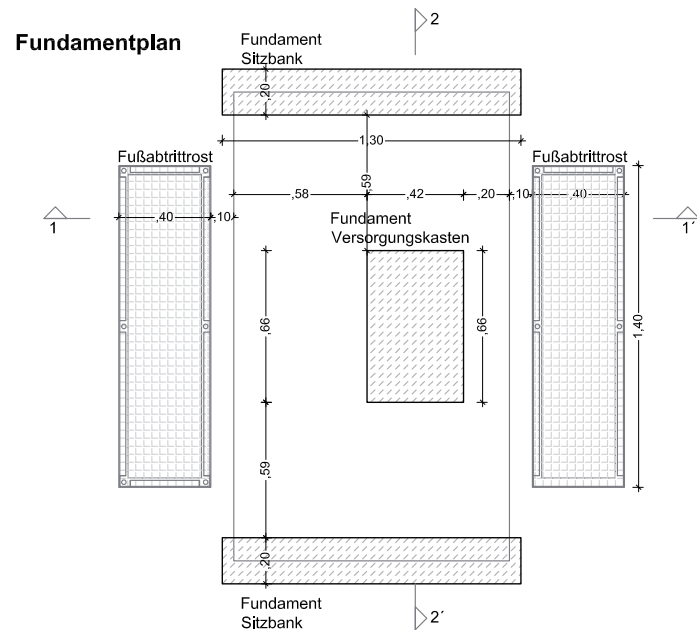 Fundamentplan
2
Fundament
Sitzbank
,20
1,30
Fußabtrittrost
Fußabtrittrost
,59
,58
,42
,20
,10
,40
,40
,10
1
1´
Fundament
Versorgungskasten
,66
,66
1,40
,59
,20
Fundament
Sitzbank
2´